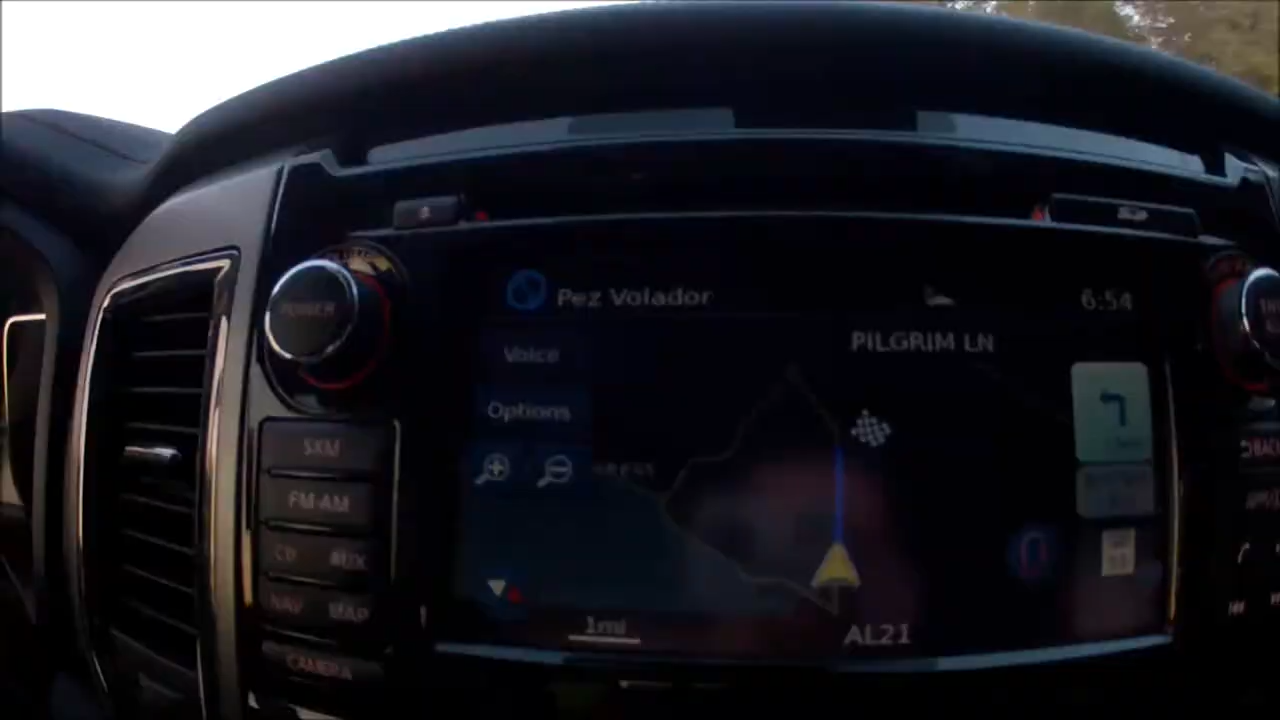 POWER
Pez Volador
6:54
PILGRIM LN
Voice
Options
SXM
FM·AM
CD AUX
NAV MAP
CAMERA
1mi
AL21
BACK